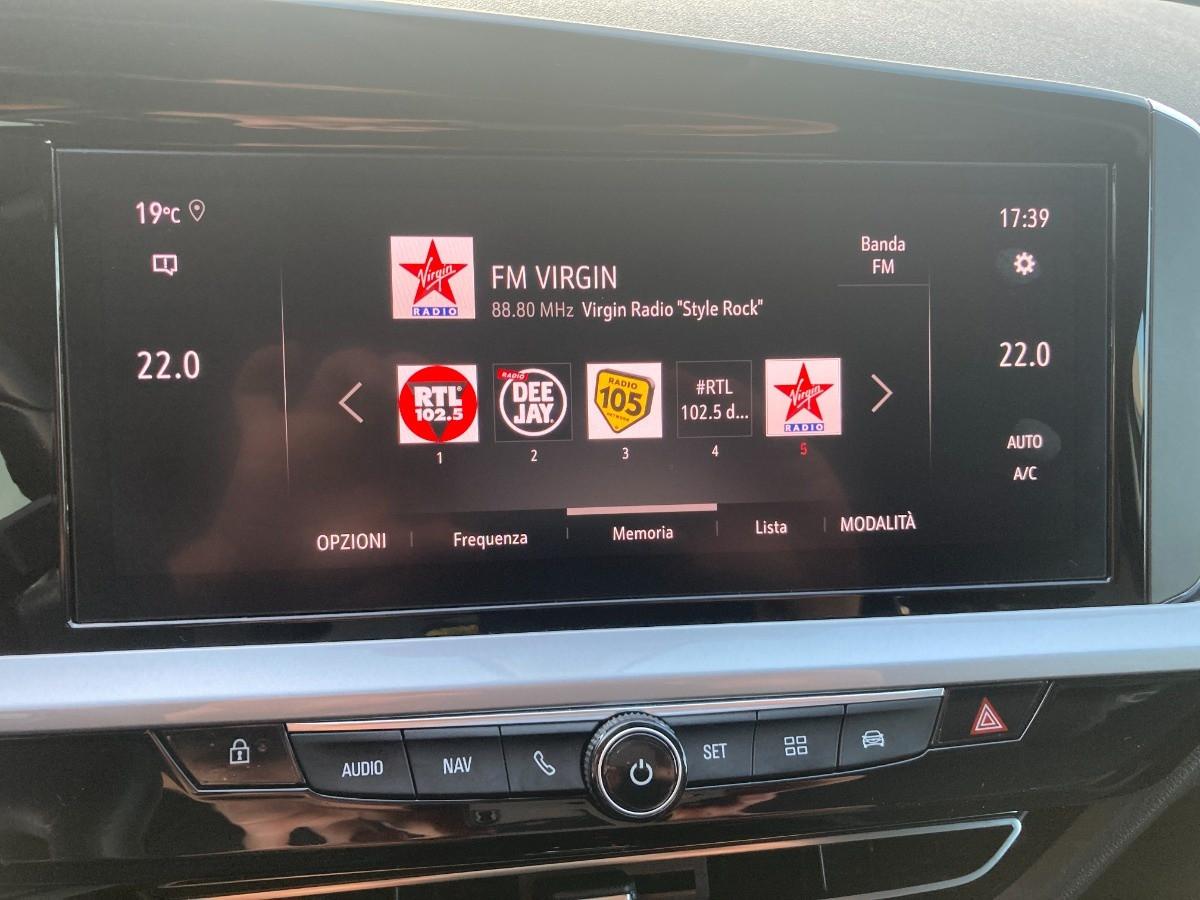 19°C
17:39
Banda
FM
Virgin
RADIO
FM VIRGIN
88.80 MHz Virgin Radio "Style Rock"
22.0
22.0
RTL
102.5
RADIO
DEE
JAY.
RADIO
105
NETWORK
#RTL
102.5 d...
Virgin
RADIO
1
2
3
4
5
AUTO
A/C
OPZIONI
Frequenza
Memoria
Lista
MODALITÀ
AUDIO
NAV
SET